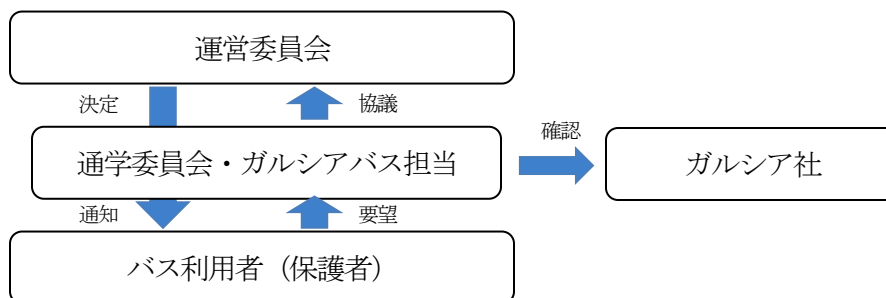 運営委員会
決定
協議
通学委員会・ガルシアバス担当
確認
ガルシア社
通知
要望
バス利用者（保護者）